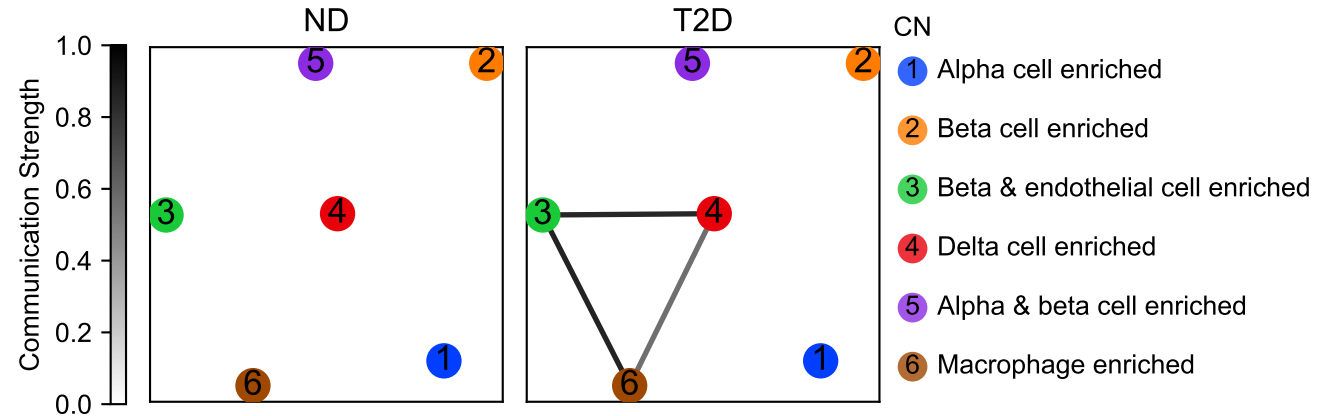 ND
T2D
CN
Communication Strength
1.0
0.8
0.6
0.4
0.2
0.0
5
2
3
4
1
6
5
2
3
4
1
6
1 Alpha cell enriched
2 Beta cell enriched
3 Beta & endothelial cell enriched
4 Delta cell enriched
5 Alpha & beta cell enriched
6 Macrophage enriched